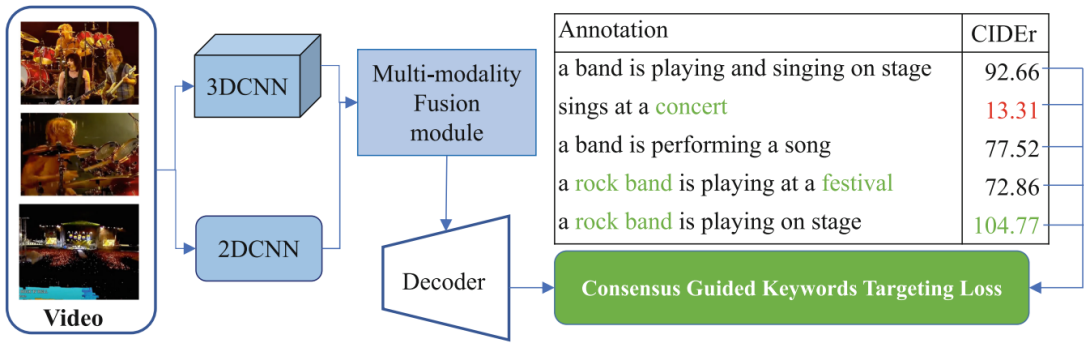 Video
3DCNN
2DCNN
Multi-modality
Fusion
module
Decoder
Annotation CIDEr
a band is playing and singing on stage 92.66
sings at a concert 13.31
a band is performing a song 77.52
a rock band is playing at a festival 72.86
a rock band is playing on stage 104.77
Consensus Guided Keywords Targeting Loss